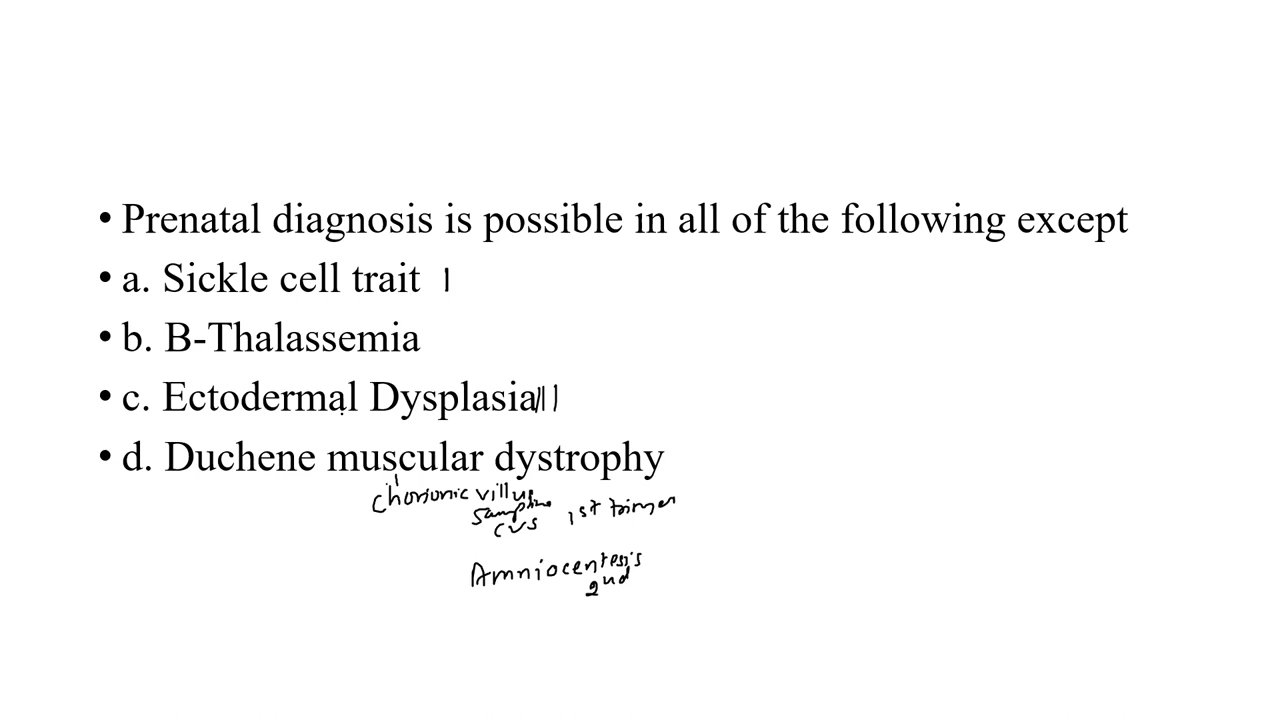 • Prenatal diagnosis is possible in all of the following except
• a. Sickle cell trait
• b. B-Thalassemia
• c. Ectodermal Dysplasia
• d. Duchene muscular dystrophy
Chorionic villus
sampling 1st trimer
CVS
Amniocentesis
2nd